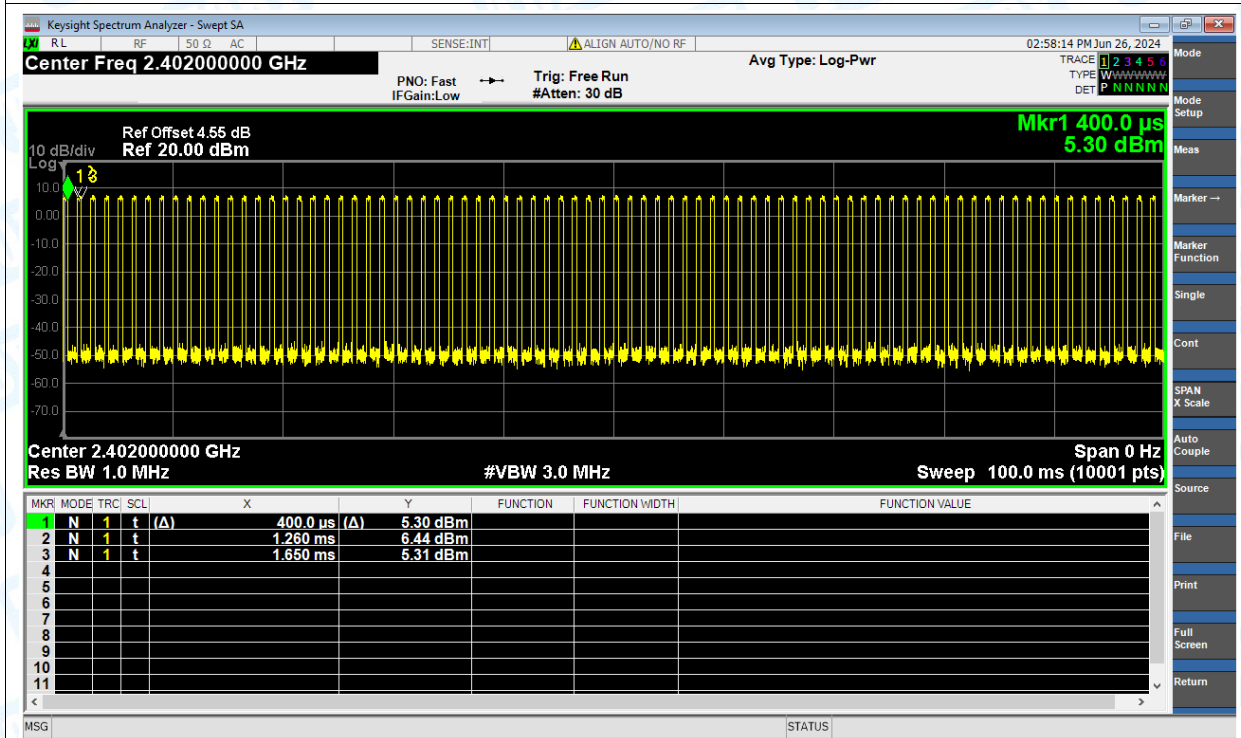 Keysight Spectrum Analyzer - Swept SA
LXI RL RF 50 Ω AC SENSE:INT ALIGN AUTO/NO RF 02:58:14 PM Jun 26, 2024
Center Freq 2.402000000 GHz
PNO: Fast
IFGain:Low
Trig: Free Run
#Atten: 30 dB
Avg Type: Log-Pwr
TRACE 1 2 3 4 5 6
TYPE WWWWWW
DET P N N N N N
Mkr1 400.0 µs
5.30 dBm
Ref Offset 4.55 dB
10 dB/div Ref 20.00 dBm
Log
1
3
10.0
0.00
-10.0
-20.0
-30.0
-40.0
-50.0
-60.0
-70.0
Center 2.402000000 GHz Span 0 Hz
Res BW 1.0 MHz #VBW 3.0 MHz Sweep 100.0 ms (10001 pts)
MKR MODE TRC SCL X Y FUNCTION FUNCTION WIDTH FUNCTION VALUE
1 N 1 t (Δ) 400.0 µs (Δ) 5.30 dBm
2 N 1 t 1.260 ms 6.44 dBm
3 N 1 t 1.650 ms 5.31 dBm
4
5
6
7
8
9
10
11
MSG STATUS
Mode
Mode
Setup
Meas
Marker →
Marker
Function
Single
Cont
SPAN
X Scale
Auto
Couple
Source
File
Print
Full
Screen
Return